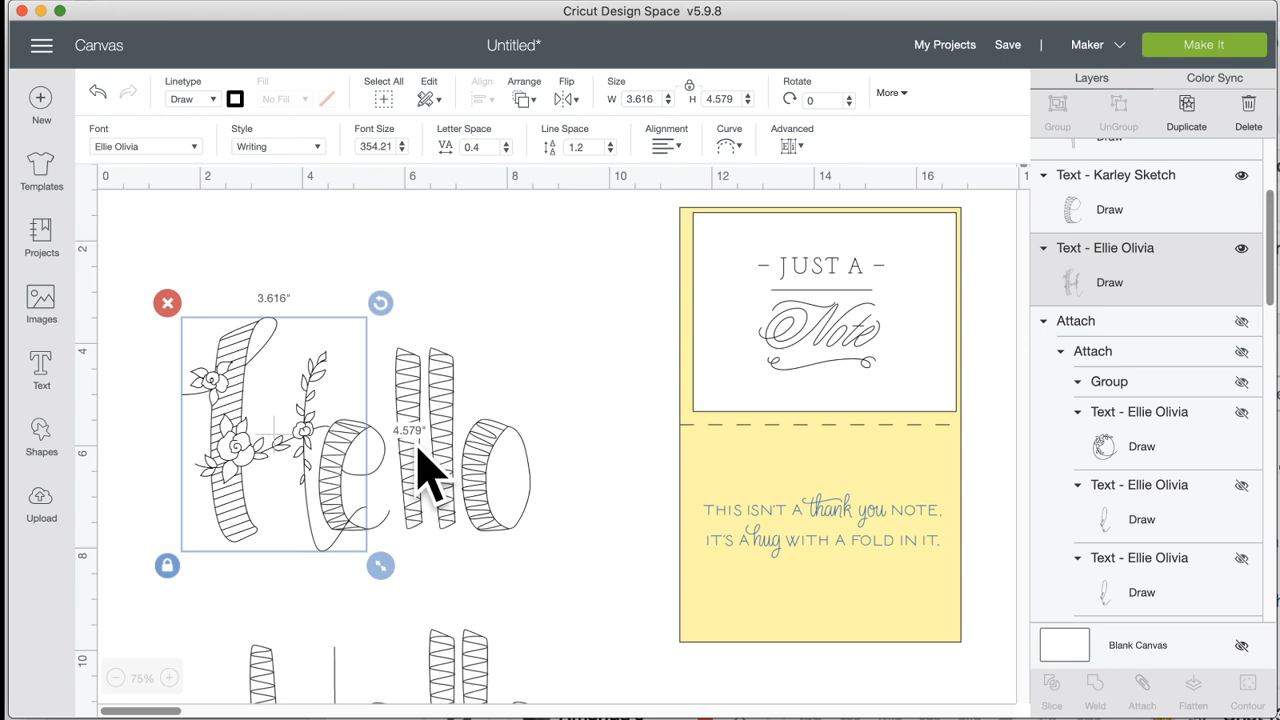 Cricut Design Space v5.9.8
Canvas
Untitled*
My Projects Save | Maker Make It
Linetype Fill Select All Edit Align Arrange Flip Size Rotate
Draw No Fill W 3.616 H 4.579 0 More
Font Style Font Size Letter Space Line Space Alignment Curve Advanced
Ellie Olivia Writing 354.21 VA 0.4 1.2
New
Templates
Projects
Images
Text
Shapes
Upload
0 2 4 6 8 10 12 14 16
2
4
6
8
10
3.616"
4.579"
Hello
75%
- JUST A -
Note
THIS ISN'T A thank you NOTE,
IT'S A hug WITH A FOLD IN IT.
Layers Color Sync
Group UnGroup Duplicate Delete
Text - Karley Sketch
Draw
Text - Ellie Olivia
Draw
Attach
Attach
Group
Text - Ellie Olivia
Draw
Text - Ellie Olivia
Draw
Text - Ellie Olivia
Draw
Blank Canvas
Slice Weld Attach Flatten Contour